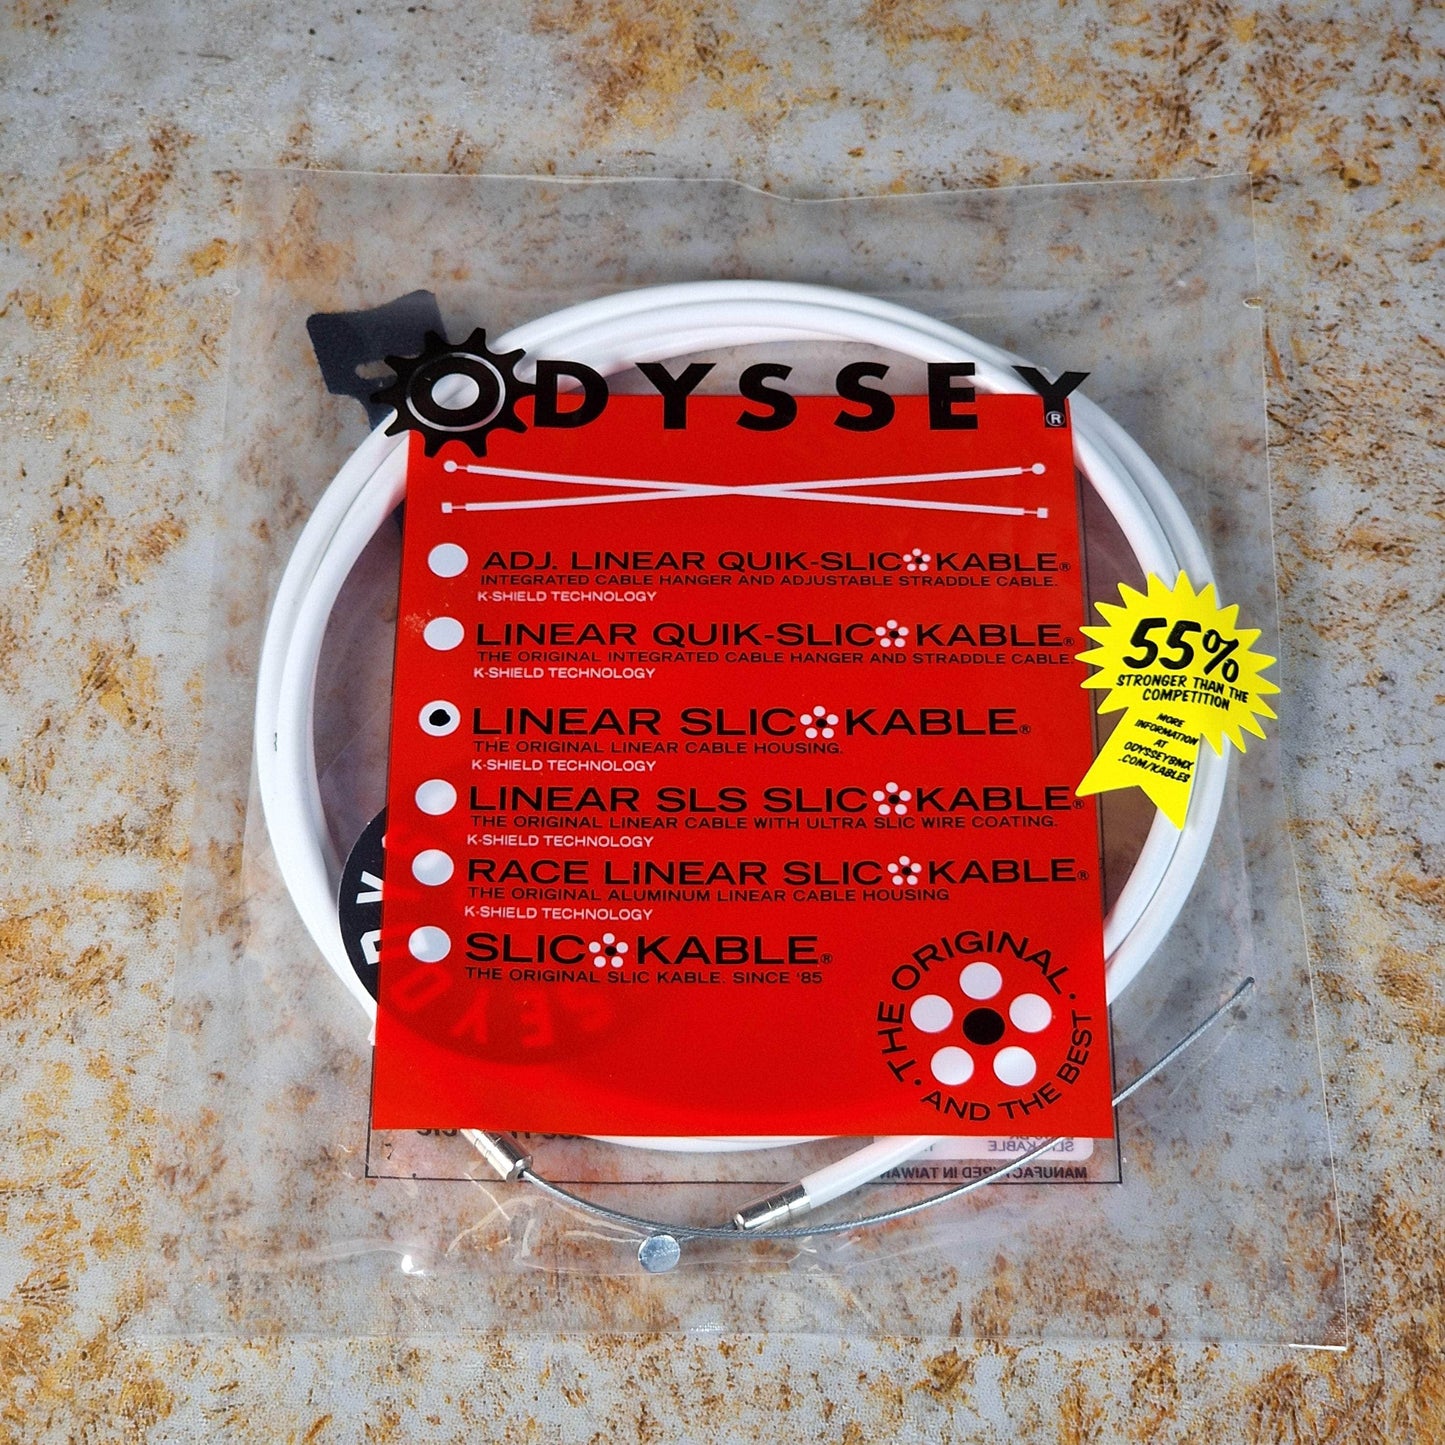 ODYSSEY®
ADJ. LINEAR QUIK-SLIC KABLE®
INTEGRATED CABLE HANGER AND ADJUSTABLE STRADDLE CABLE.
K-SHIELD TECHNOLOGY
LINEAR QUIK-SLIC KABLE®
THE ORIGINAL INTEGRATED CABLE HANGER AND STRADDLE CABLE.
K-SHIELD TECHNOLOGY
LINEAR SLIC KABLE®
THE ORIGINAL LINEAR CABLE HOUSING.
K-SHIELD TECHNOLOGY
LINEAR SLS SLIC KABLE®
THE ORIGINAL LINEAR CABLE WITH ULTRA SLIC WIRE COATING.
K-SHIELD TECHNOLOGY
RACE LINEAR SLIC KABLE®
THE ORIGINAL ALUMINUM LINEAR CABLE HOUSING
K-SHIELD TECHNOLOGY
SLIC KABLE®
THE ORIGINAL SLIC KABLE. SINCE '85
55%
STRONGER THAN THE
COMPETITION
MORE
INFORMATION
AT
ODYSSEYBMX
.COM/KABLES
• THE ORIGINAL •
AND THE BEST
MANUFACTURED IN TAIWAN